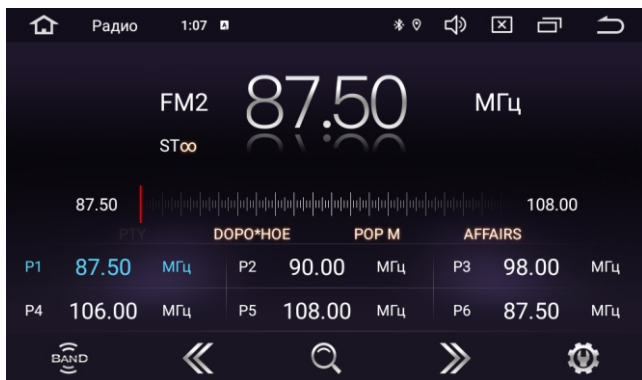 Радио 1:07 A
FM2 87.50 МГц
ST
87.50 108.00
PTY DOPO*HOE POP M AFFAIRS
P1 87.50 МГц P2 90.00 МГц P3 98.00 МГц
P4 106.00 МГц P5 108.00 МГц P6 87.50 МГц
BAND